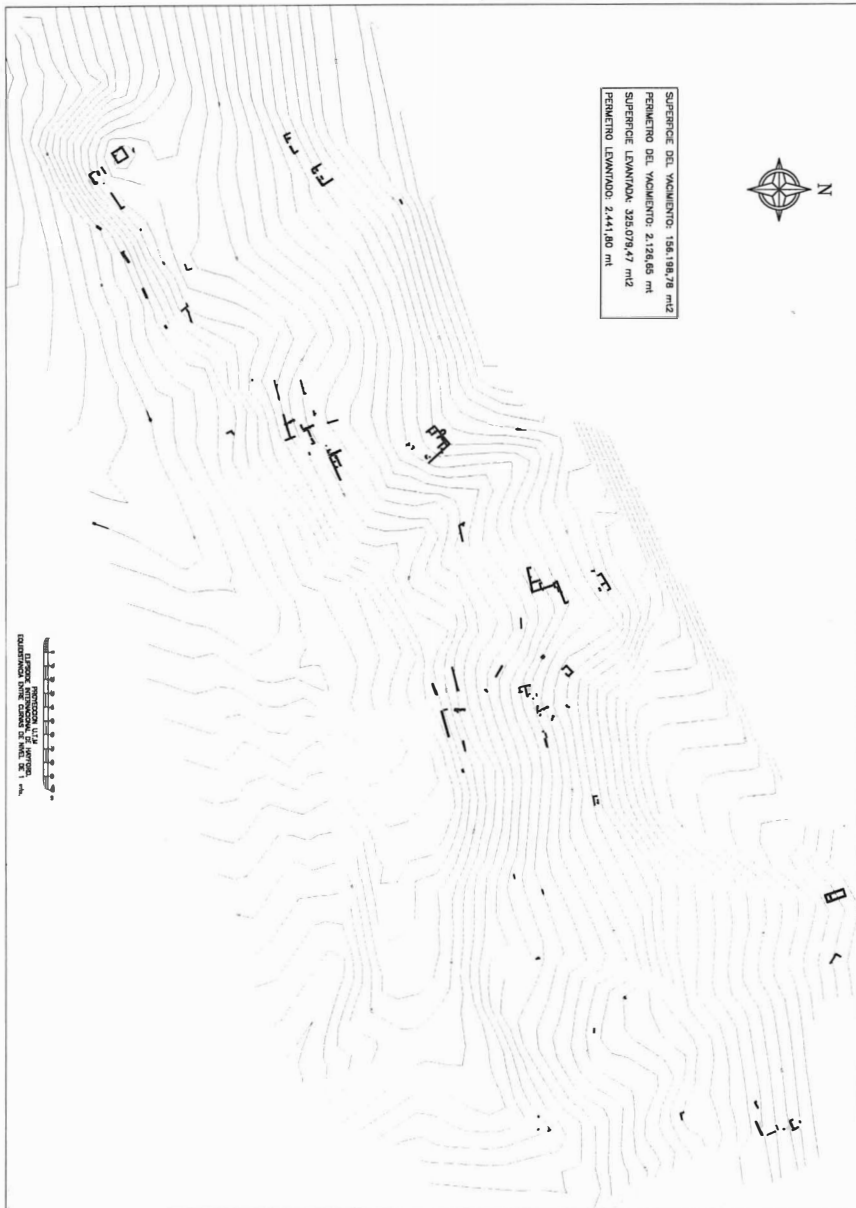 N
SUPERFICIE DEL YACIMIENTO: 156.198,78 mt2
PERIMETRO DEL YACIMIENTO: 2.126,65 mt
SUPERFICIE LEVANTADA: 325.079,47 mt2
PERIMETRO LEVANTADO: 2.441,80 mt
PROYECCION U.T.M
ELIPSOIDE INTERNACIONAL DE HAYFORD.
EQUIDISTANCIA ENTRE CURVAS DE NIVEL DE 1 mts.